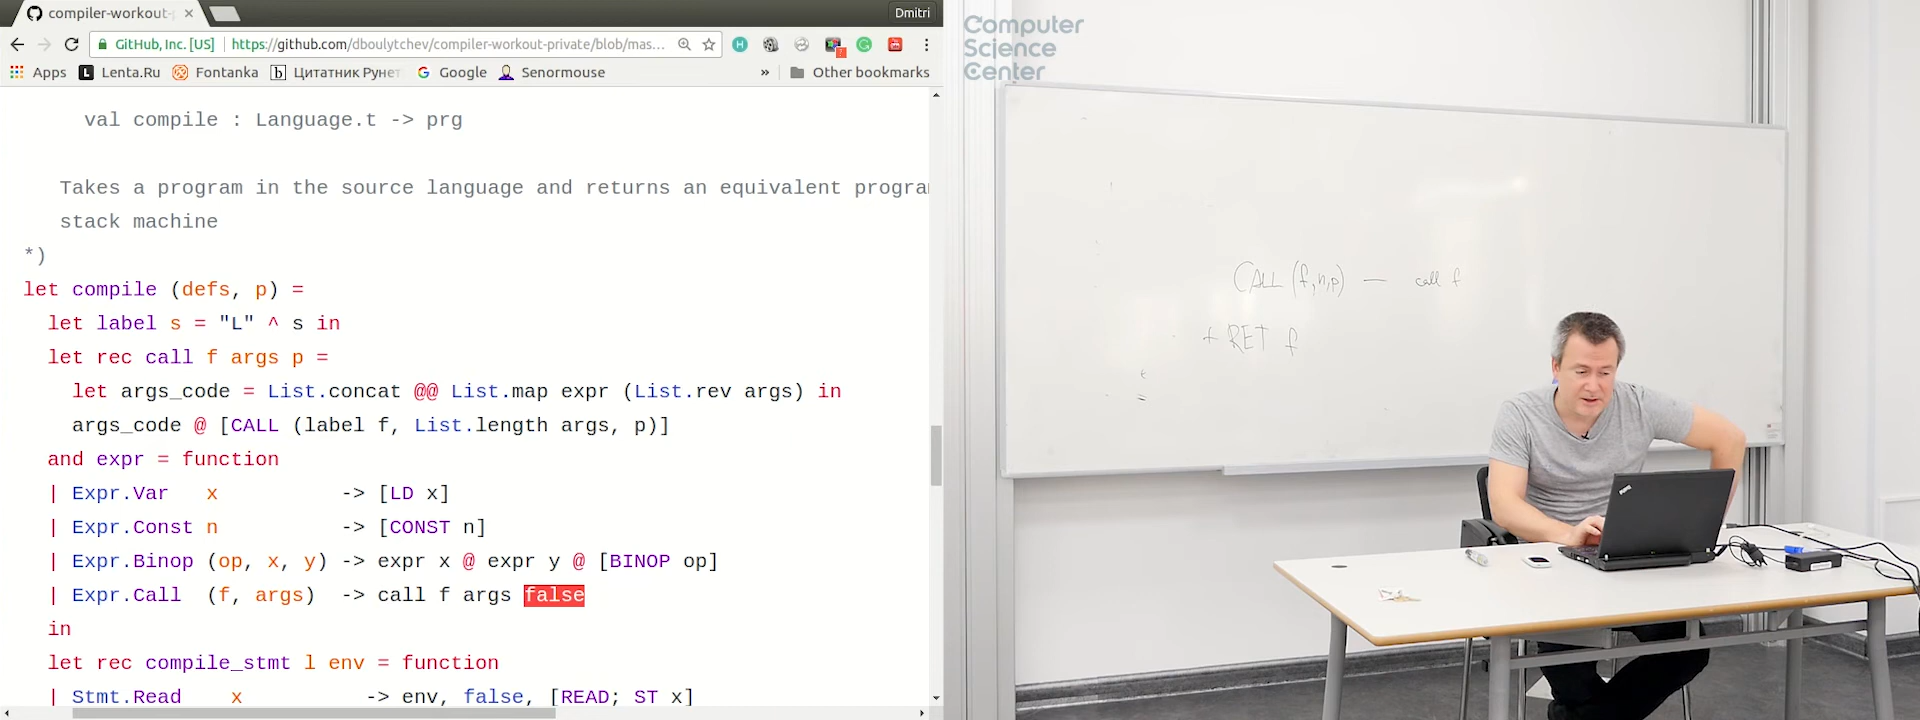 compiler-workout-p
Dmitri
GitHub, Inc. [US]
https://github.com/dboulytchev/compiler-workout-private/blob/mas...
Apps
Lenta.Ru
Fontanka
Цитатник Рунет
Google
Senormouse
»
Other bookmarks
val compile : Language.t -> prg
Takes a program in the source language and returns an equivalent progra
stack machine
*)
let compile (defs, p) =
let label s = "L" ^ s in
let rec call f args p =
let args_code = List.concat @@ List.map expr (List.rev args) in
args_code @ [CALL (label f, List.length args, p)]
and expr = function
| Expr.Var x -> [LD x]
| Expr.Const n -> [CONST n]
| Expr.Binop (op, x, y) -> expr x @ expr y @ [BINOP op]
| Expr.Call (f, args) -> call f args false
in
let rec compile_stmt l env = function
| Stmt.Read x -> env, false, [READ; ST x]
Computer
Science
Center
CALL (f,n,p) — call f
+ RET f